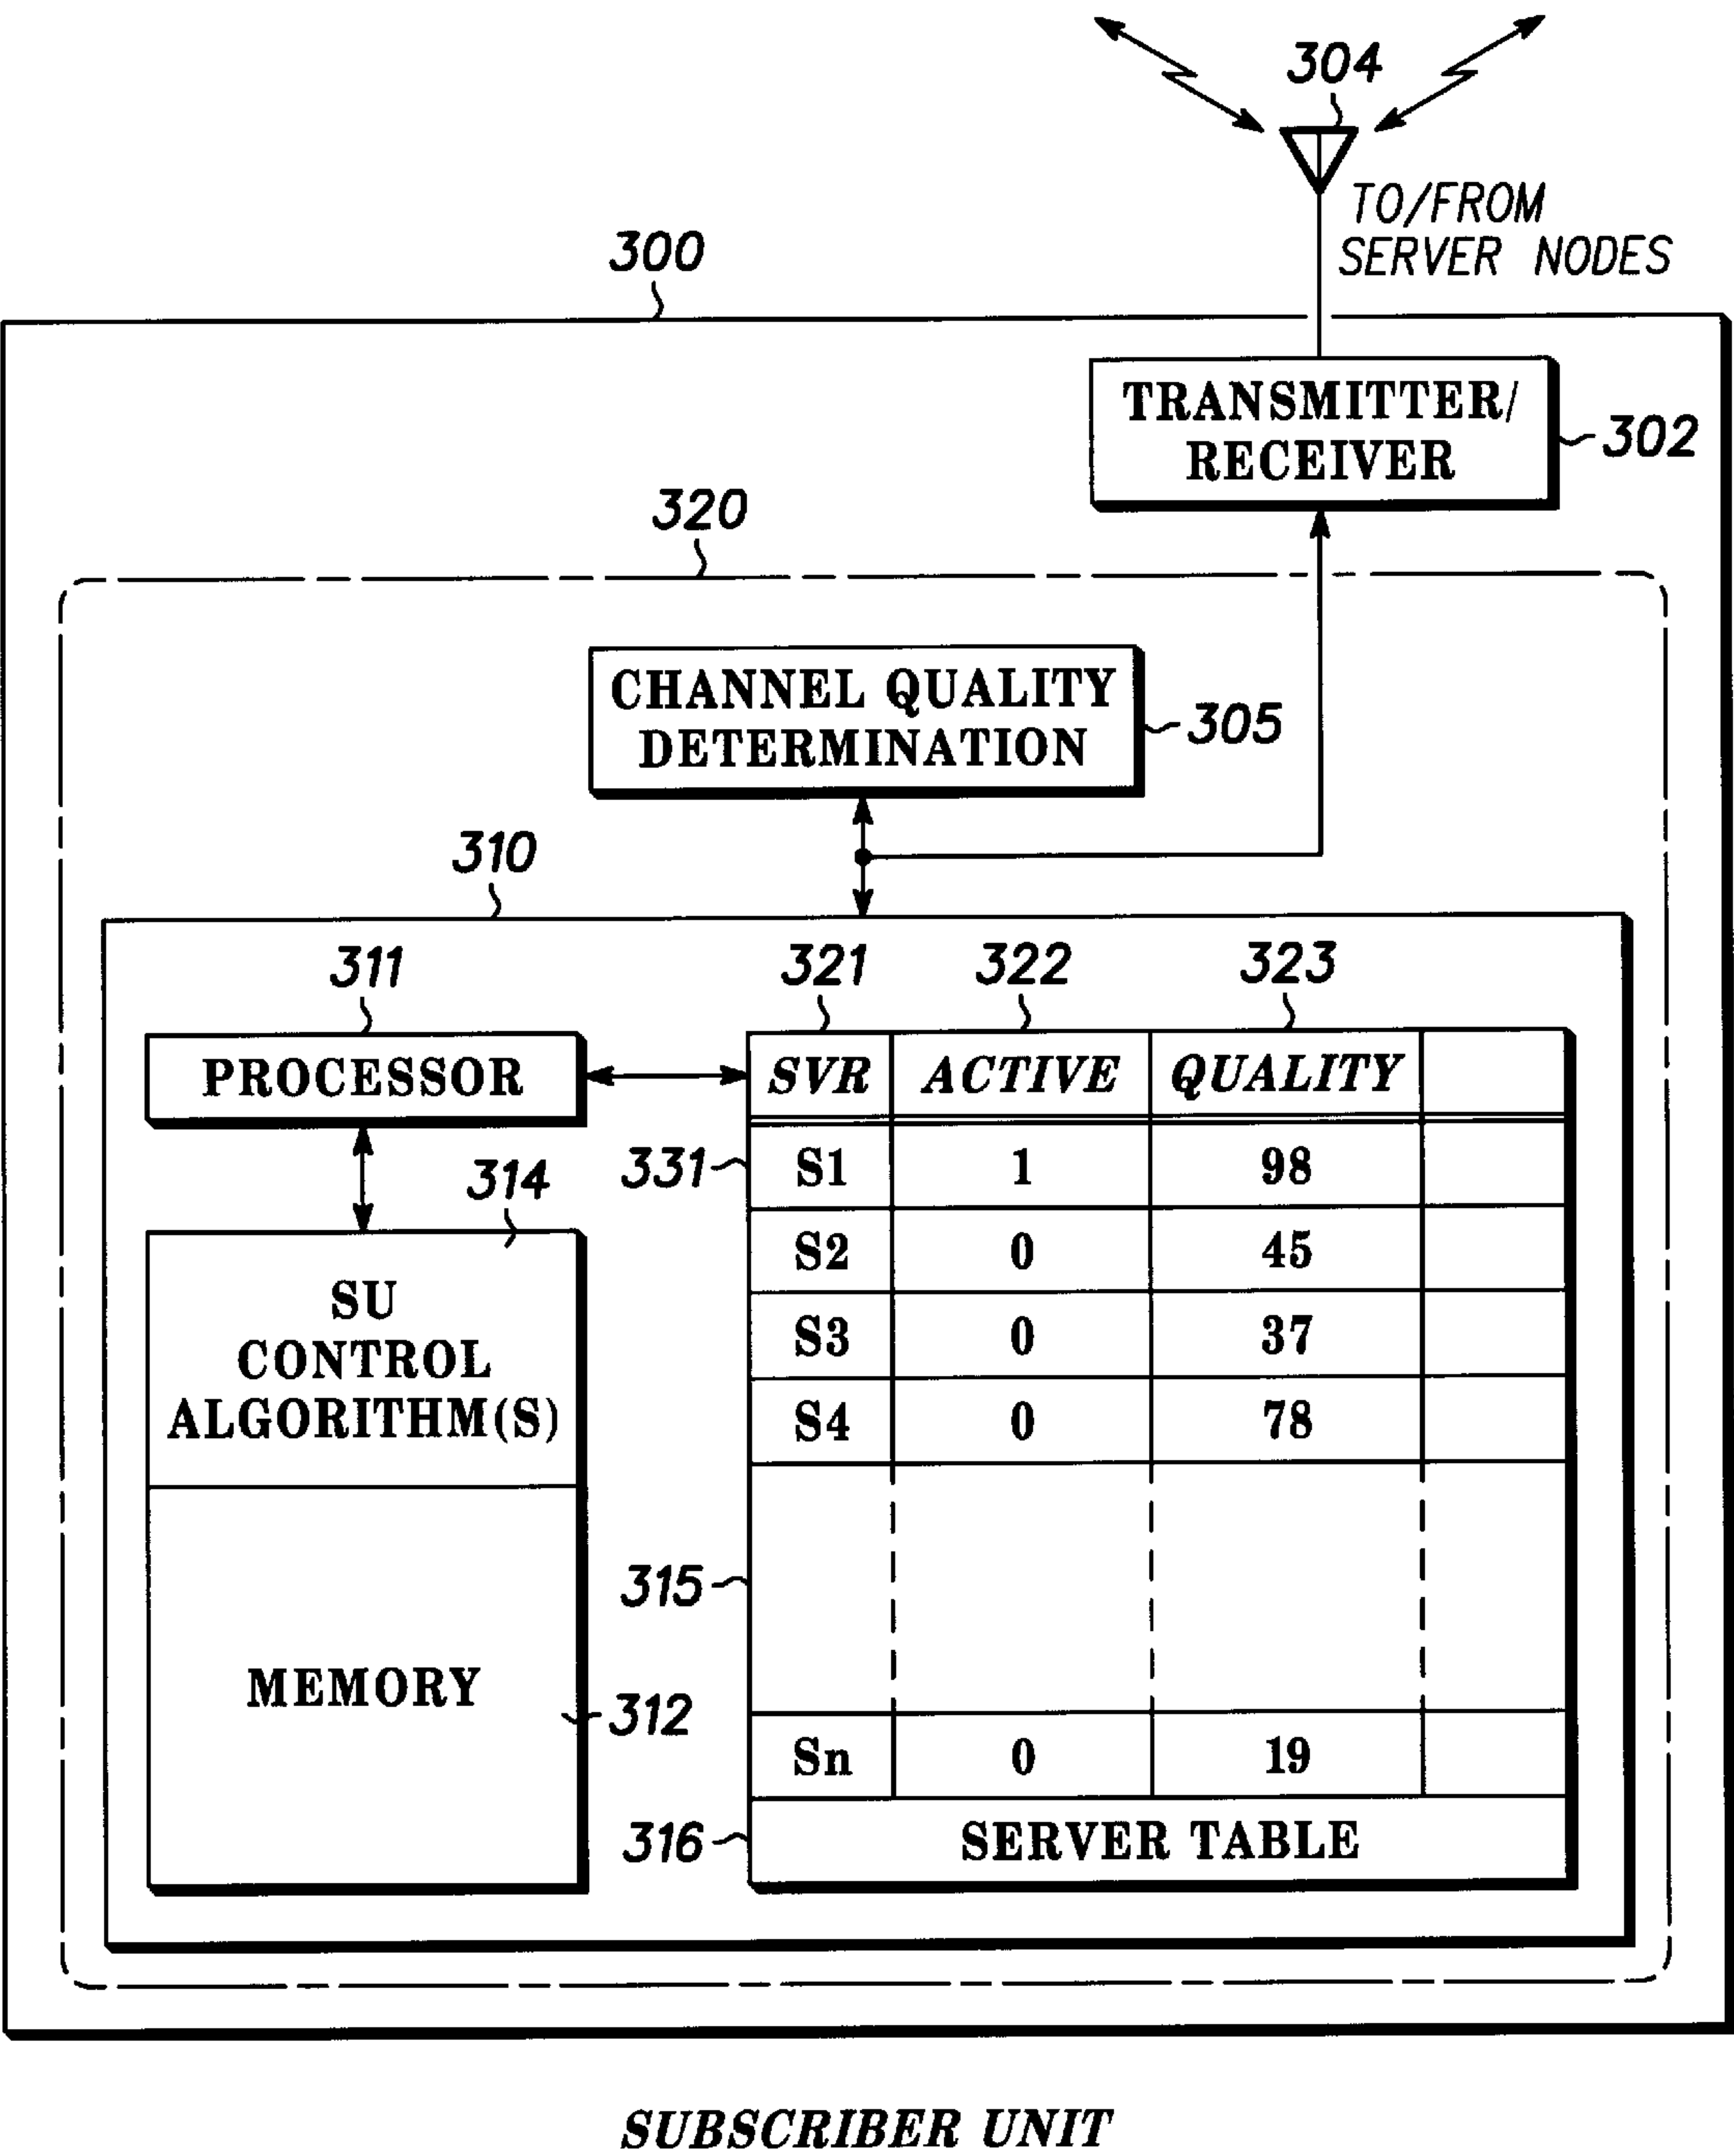 304
TO/FROM
SERVER NODES
300
TRANSMITTER/
RECEIVER
302
320
CHANNEL QUALITY
DETERMINATION
305
310
311
321 322 323
PROCESSOR
SVR ACTIVE QUALITY
331 S1 1 98
S2 0 45
S3 0 37
S4 0 78
314
SU
CONTROL
ALGORITHM(S)
315
MEMORY
312
Sn 0 19
316 SERVER TABLE
SUBSCRIBER UNIT